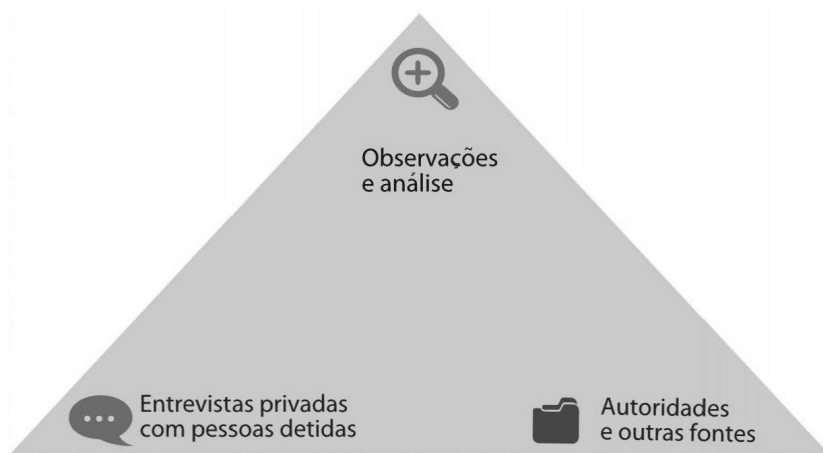 Observações
e análise
Entrevistas privadas
com pessoas detidas
Autoridades
e outras fontes